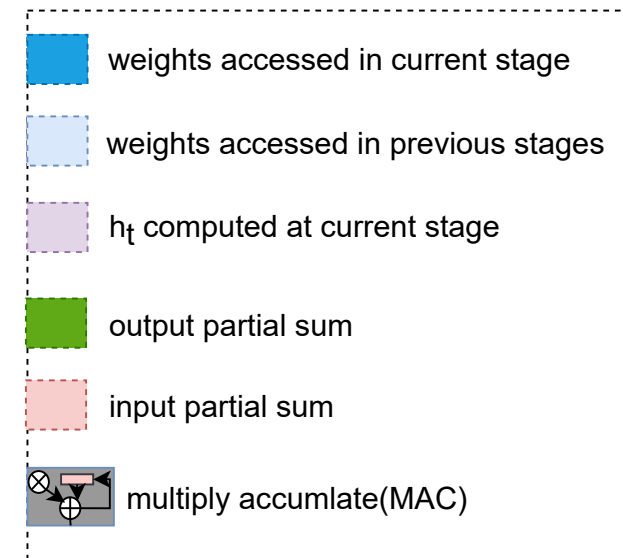 weights accessed in current stage
weights accessed in previous stages
ht computed at current stage
output partial sum
input partial sum
multiply accumlate(MAC)